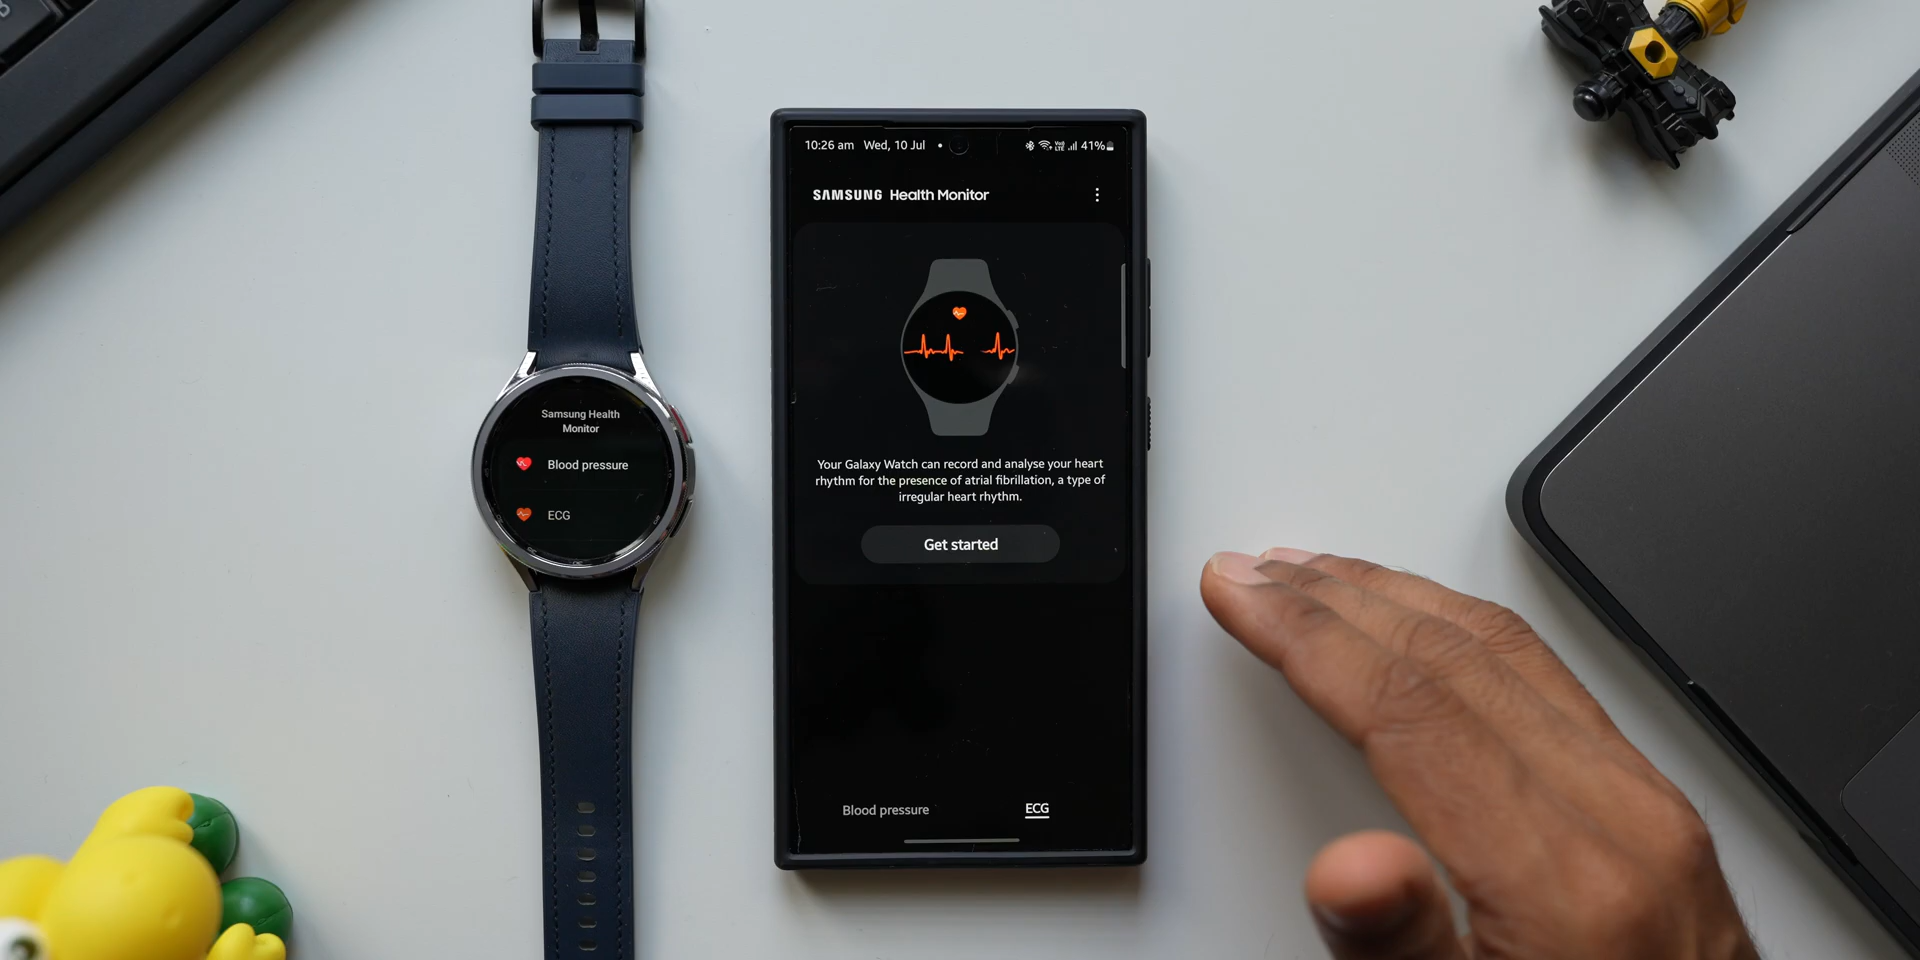 Samsung Health
Monitor
Blood pressure
ECG
10:26 am Wed, 10 Jul
41%
SAMSUNG Health Monitor
Your Galaxy Watch can record and analyse your heart
rhythm for the presence of atrial fibrillation, a type of
irregular heart rhythm.
Get started
Blood pressure
ECG